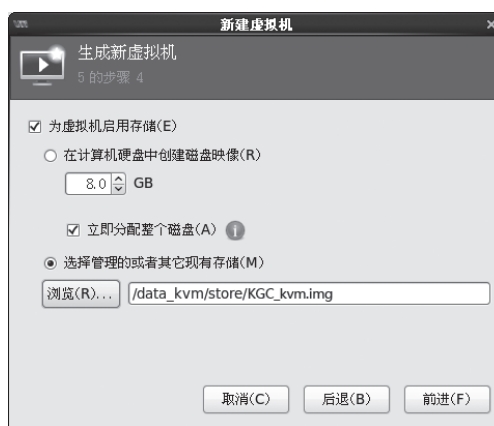 新建虚拟机
生成新虚拟机
5 的步骤 4
为虚拟机启用存储(E)
在计算机硬盘中创建磁盘映像(R)
8.0 GB
立即分配整个磁盘(A)
选择管理的或者其它现有存储(M)
浏览(R)... /data_kvm/store/KGC_kvm.img
取消(C) 后退(B) 前进(F)